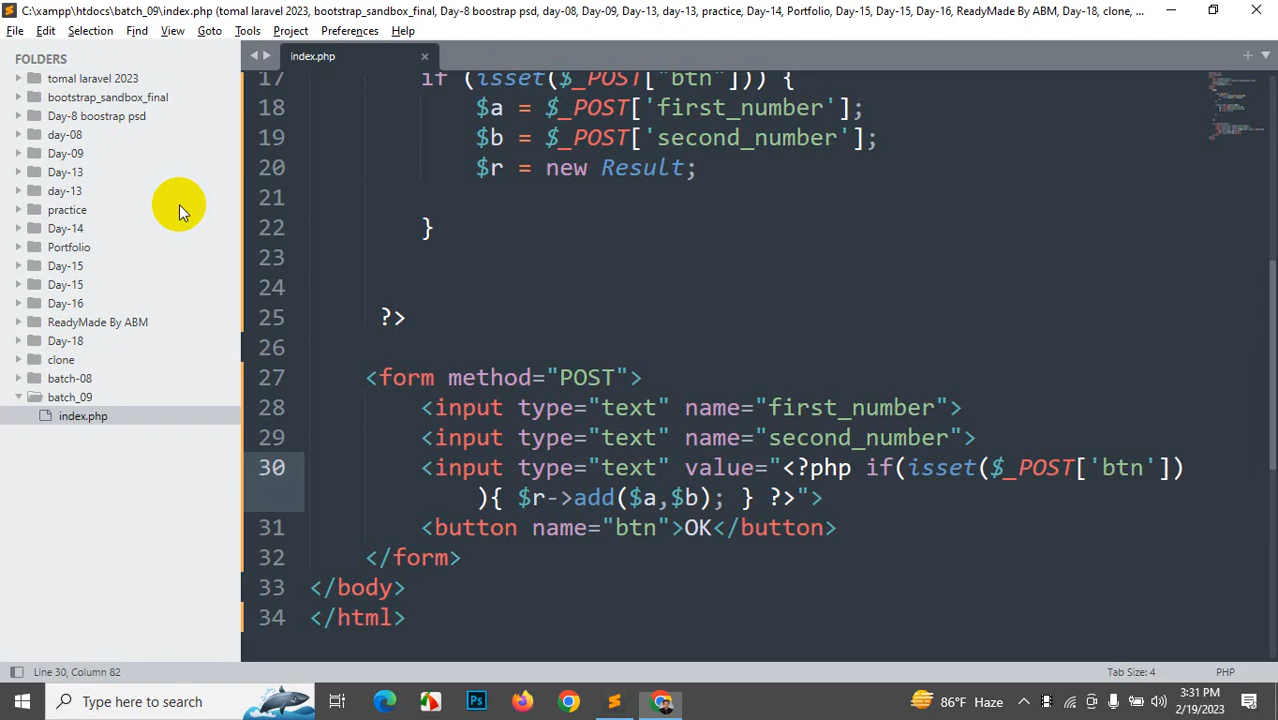 C:\xampp\htdocs\batch_09\index.php (tomal laravel 2023, bootstrap_sandbox_final, Day-8 boostrap psd, day-08, Day-09, Day-13, day-13, practice, Day-14, Portfolio, Day-15, Day-15, Day-16, ReadyMade By ABM, Day-18, clone, ...
File Edit Selection Find View Goto Tools Project Preferences Help
FOLDERS
tomal laravel 2023
bootstrap_sandbox_final
Day-8 boostrap psd
day-08
Day-09
Day-13
day-13
practice
Day-14
Portfolio
Day-15
Day-15
Day-16
ReadyMade By ABM
Day-18
clone
batch-08
batch_09
index.php
index.php
17 if (isset($_POST["btn"])) {
18 $a = $_POST['first_number'];
19 $b = $_POST['second_number'];
20 $r = new Result;
21
22 }
23
24
25 ?>
26
27 <form method="POST">
28 <input type="text" name="first_number">
29 <input type="text" name="second_number">
30 <input type="text" value="<?php if(isset($_POST['btn'])
){ $r->add($a,$b); } ?>">
31 <button name="btn">OK</button>
32 </form>
33 </body>
34 </html>
Line 30, Column 82
Tab Size: 4
PHP
Type here to search
Ps
86°F Haze
3:31 PM
2/19/2023